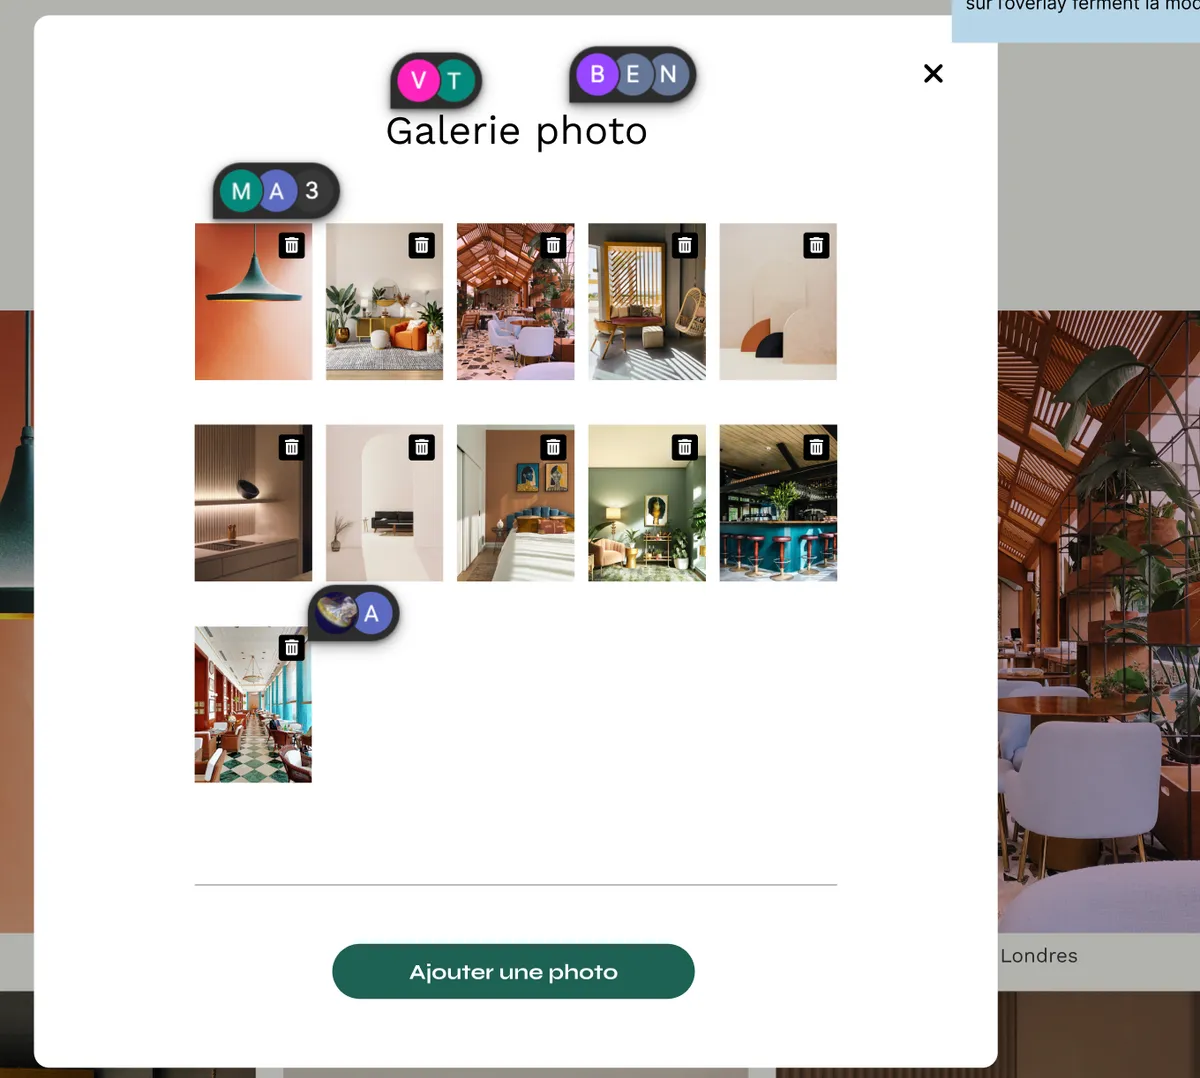 sur l'overlay ferment la mod
V T
B E N
Galerie photo
M A 3
A
Ajouter une photo
Londres